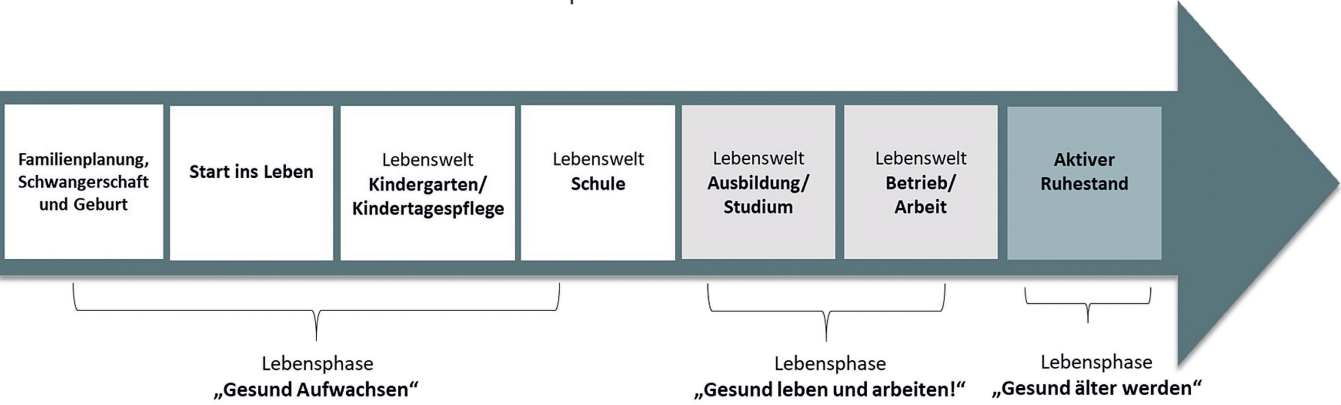 Familienplanung,
Schwangerschaft
und Geburt
Start ins Leben
Lebenswelt
Kindergarten/
Kindertagespflege
Lebenswelt
Schule
Lebenswelt
Ausbildung/
Studium
Lebenswelt
Betrieb/
Arbeit
Aktiver
Ruhestand
Lebensphase
„Gesund Aufwachsen“
Lebensphase
„Gesund leben und arbeiten!“
Lebensphase
„Gesund älter werden“